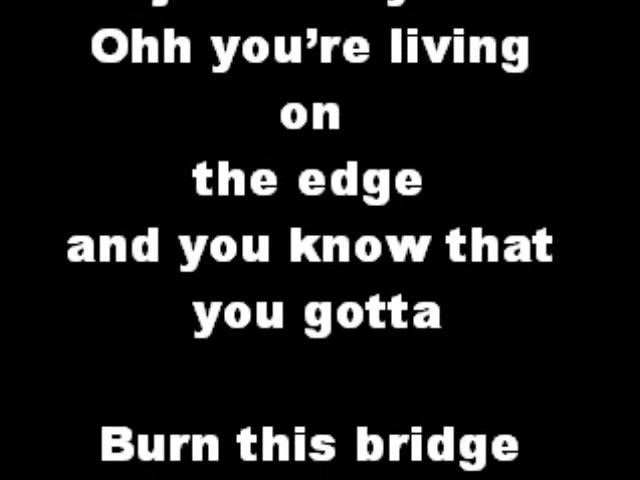 Ohh you’re living
on
the edge
and you know that
you gotta
Burn this bridge